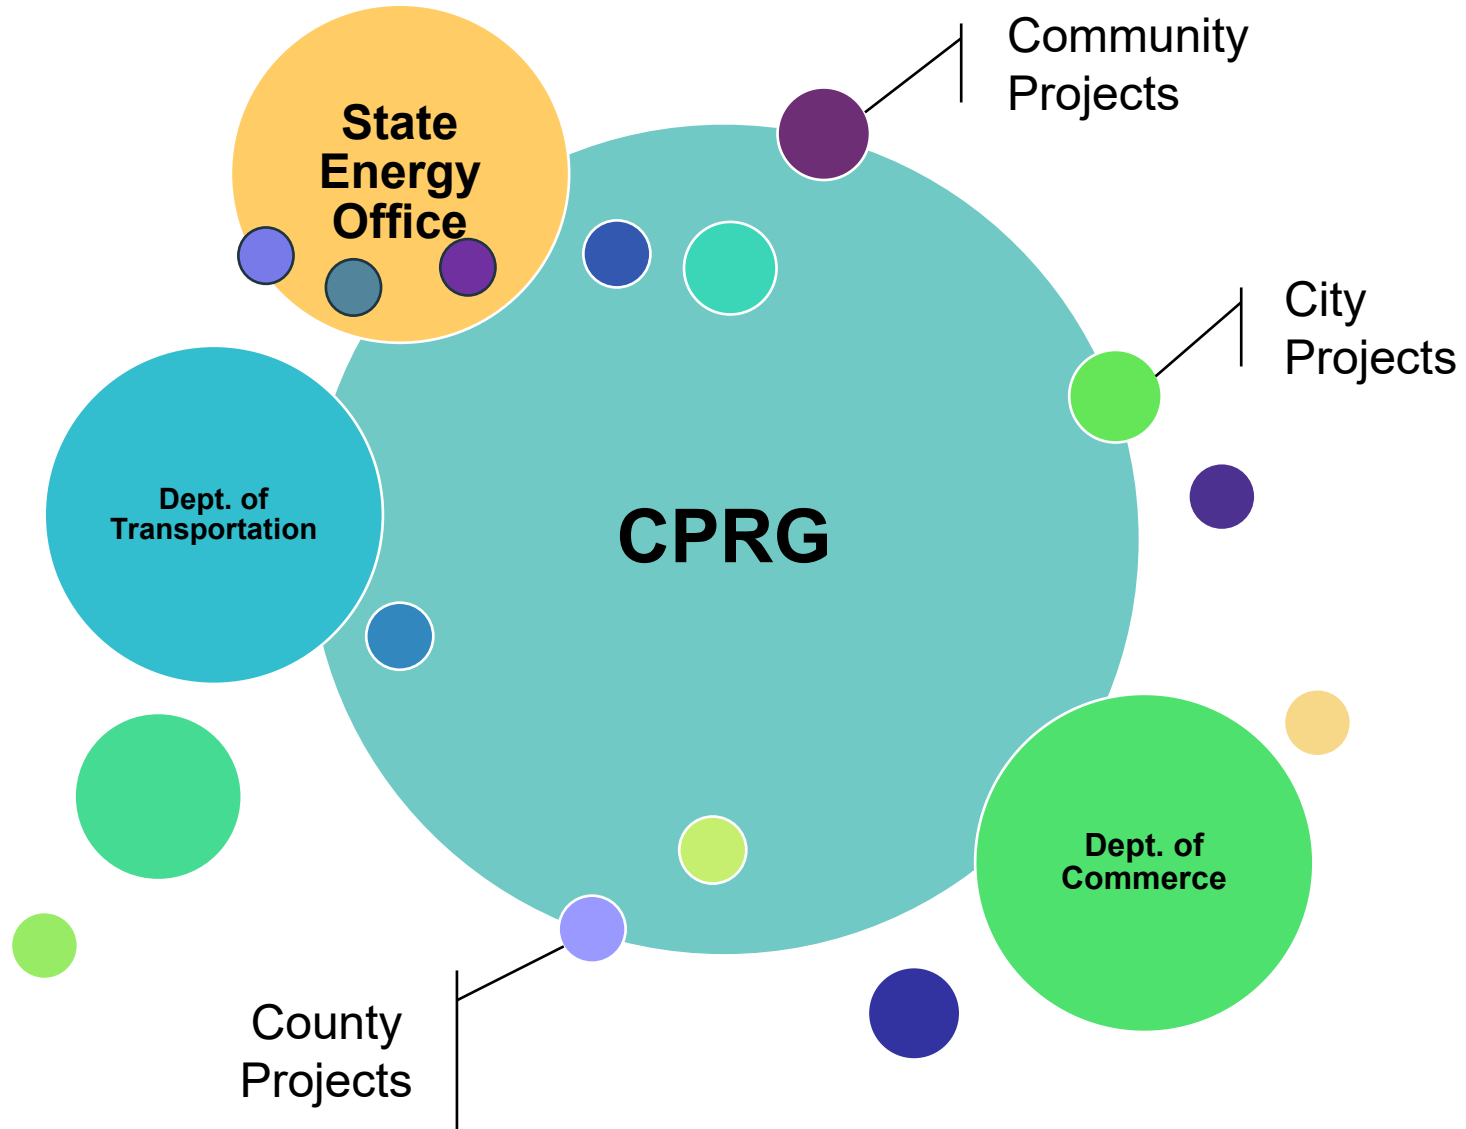 Community
Projects
State
Energy
Office
City
Projects
Dept. of
Transportation
CPRG
Dept. of
Commerce
County
Projects